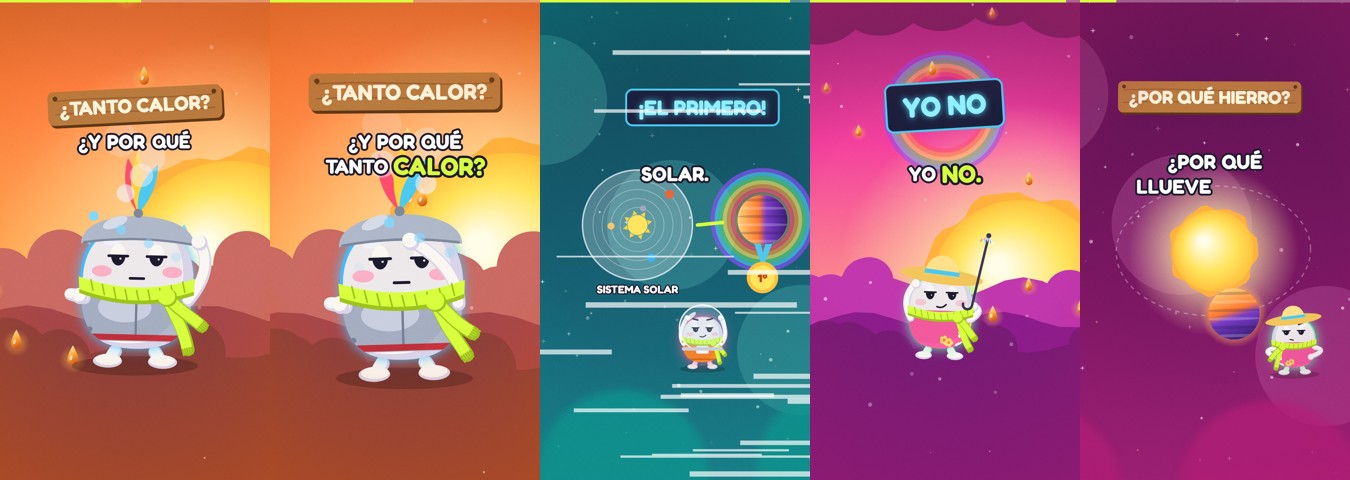 ¿TANTO CALOR?
¿Y POR QUÉ
¿TANTO CALOR?
¿Y POR QUÉ
TANTO CALOR?
¡EL PRIMERO!
SOLAR.
1º
SISTEMA SOLAR
YO NO
YO NO.
¿POR QUÉ HIERRO?
¿POR QUÉ
LLUEVE